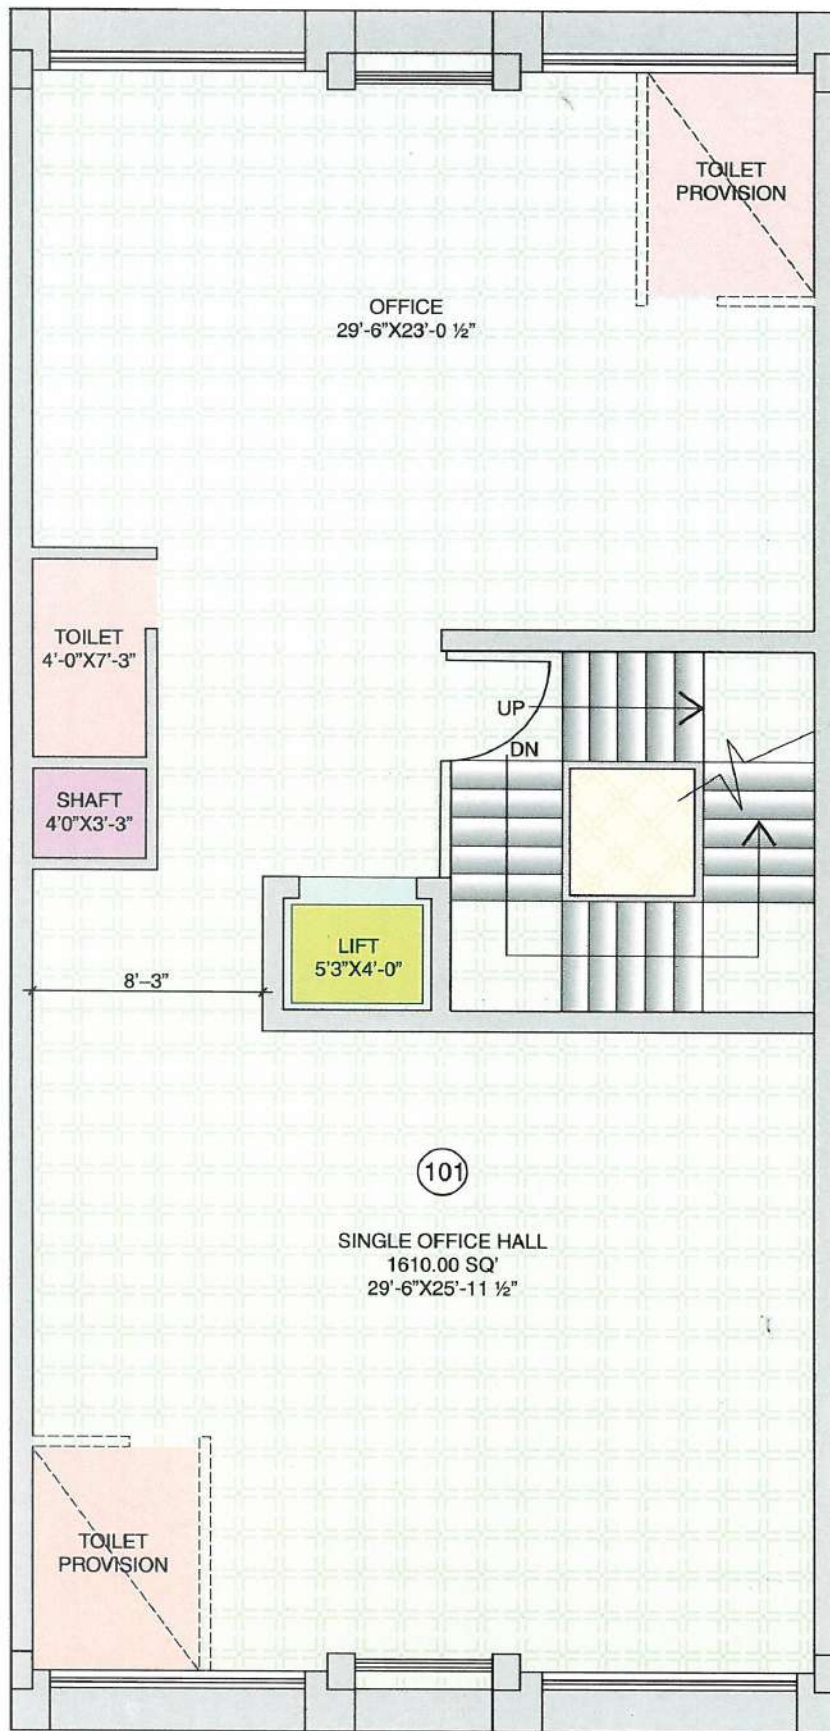 TOILET
PROVISION
OFFICE
29'-6"X23'-0 ½"
TOILET
4'-0"X7'-3"
UP
DN
SHAFT
4'0"X3'-3"
LIFT
5'3"X4'-0"
8'–3"
101
SINGLE OFFICE HALL
1610.00 SQ'
29'-6"X25'-11 ½"
TOILET
PROVISION